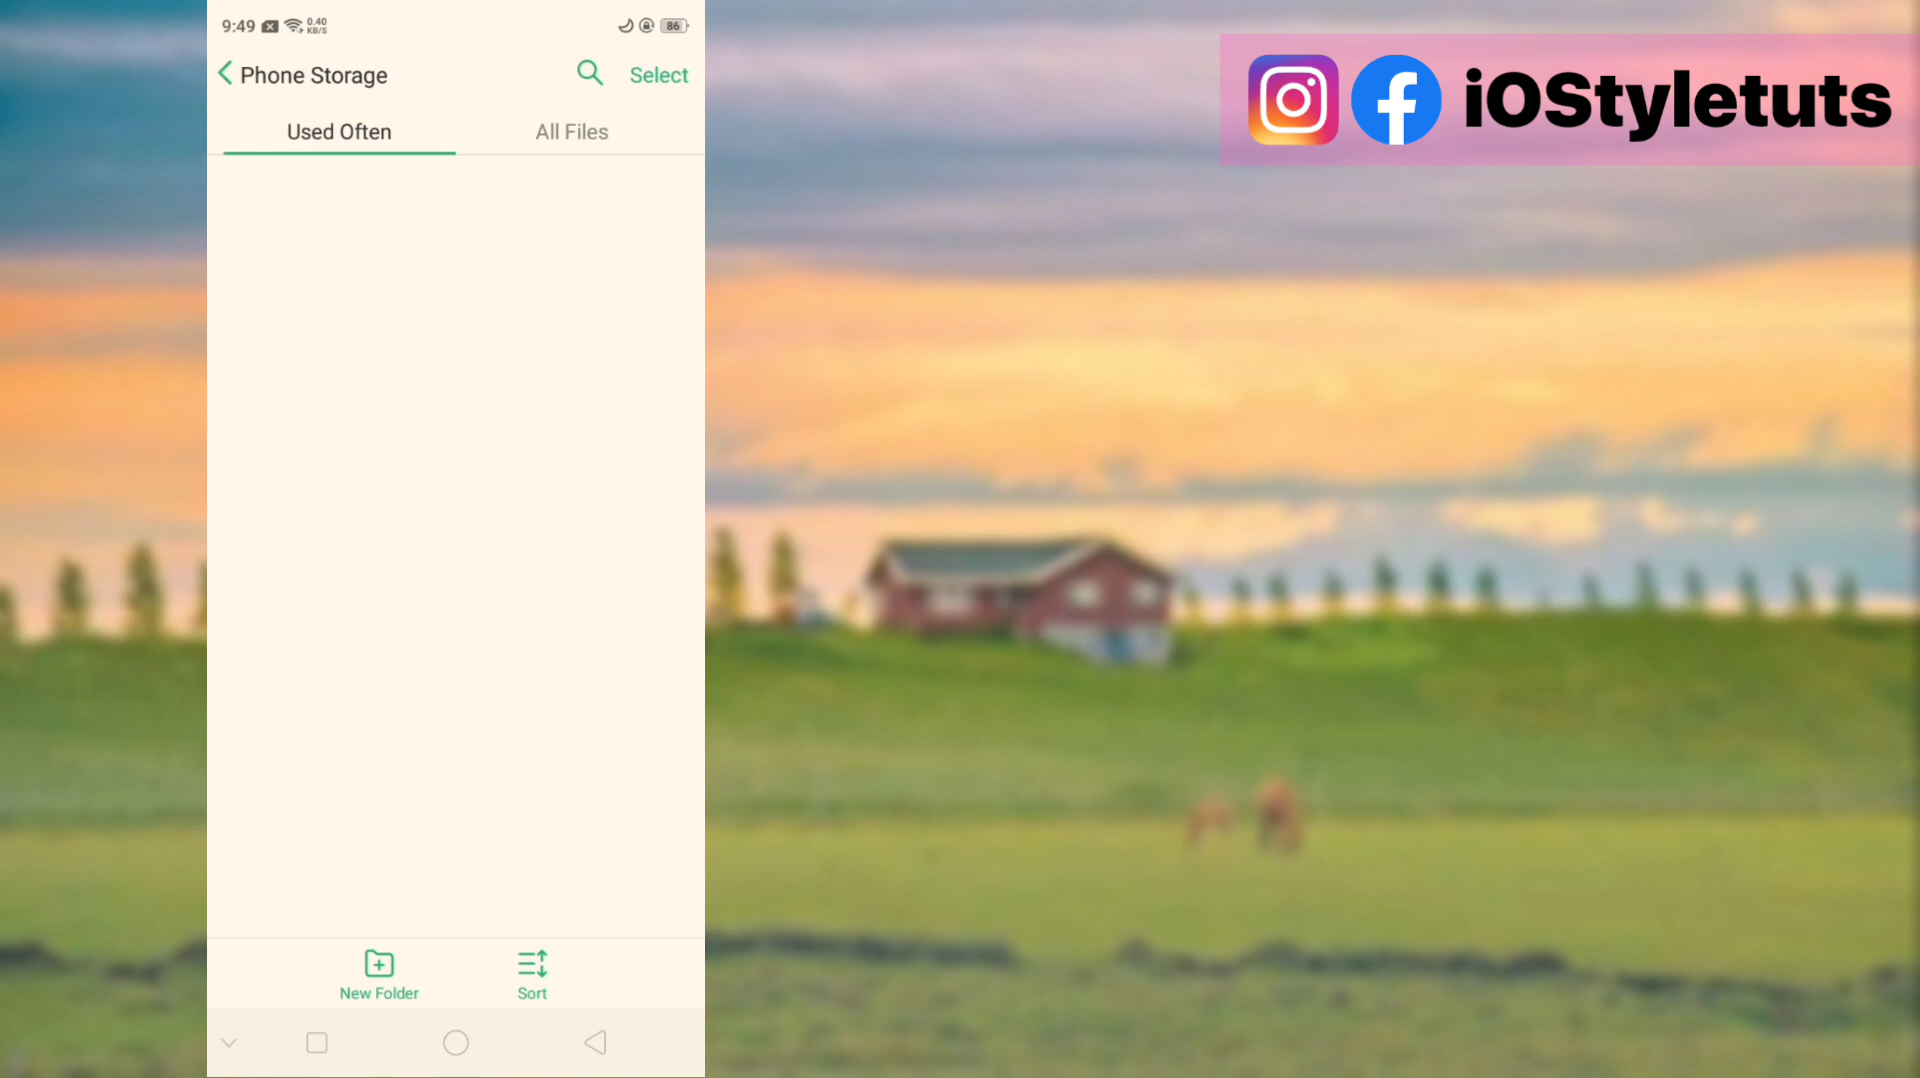 9:49 0.40 KB/S 86
Phone Storage Select
Used Often All Files
New Folder Sort
iOStyletuts